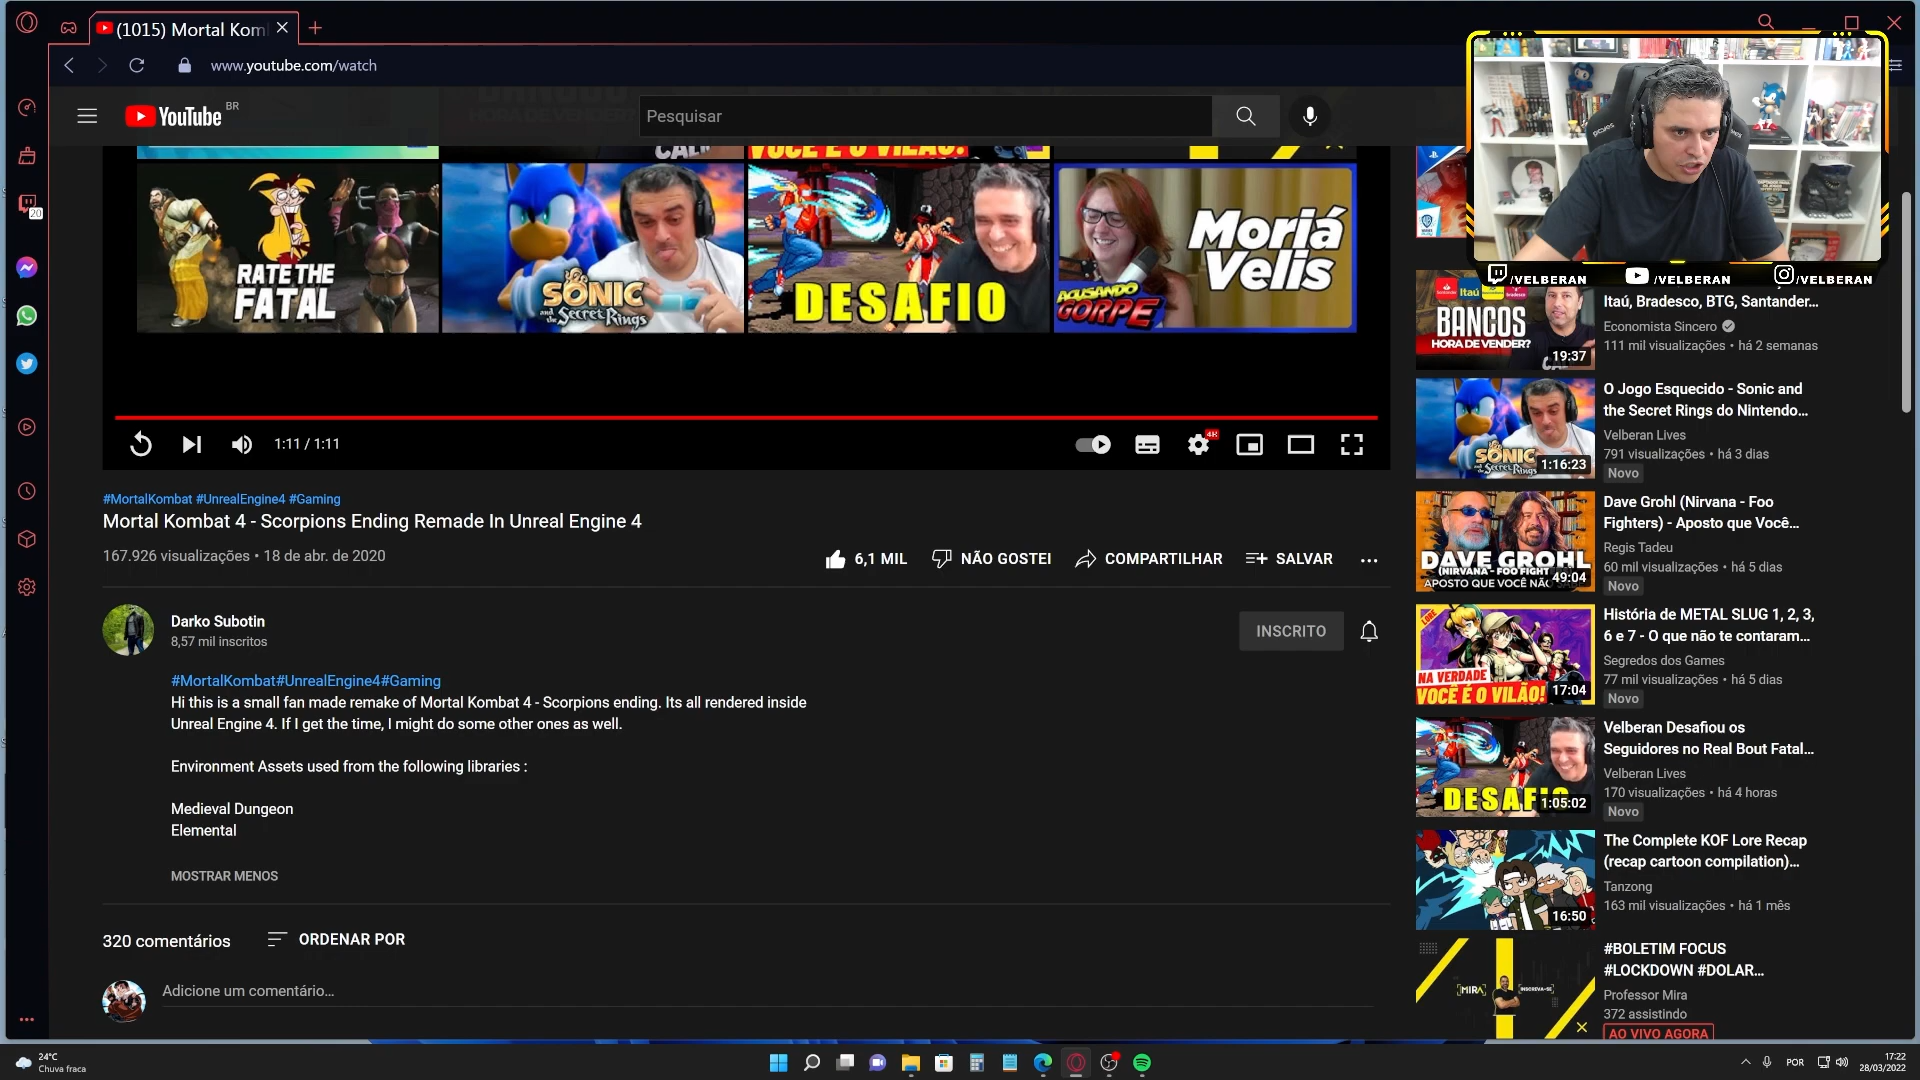 (1015) Mortal Kom
www.youtube.com/watch
YouTube BR
Pesquisar
VOCÊ É O VILÃO!
RATE THE
FATAL
SONIC
and the Secret Rings
DESAFIO
Moriá
Velis
ACUSANDO
GORPE
1:11 / 1:11
4K
#MortalKombat #UnrealEngine4 #Gaming
Mortal Kombat 4 - Scorpions Ending Remade In Unreal Engine 4
167.926 visualizações • 18 de abr. de 2020
6,1 MIL
NÃO GOSTEI
COMPARTILHAR
SALVAR
Darko Subotin
8,57 mil inscritos
INSCRITO
#MortalKombat#UnrealEngine4#Gaming
Hi this is a small fan made remake of Mortal Kombat 4 - Scorpions ending. Its all rendered inside
Unreal Engine 4. If I get the time, I might do some other ones as well.
Environment Assets used from the following libraries :
Medieval Dungeon
Elemental
MOSTRAR MENOS
320 comentários
ORDENAR POR
Adicione um comentário...
/VELBERAN
/VELBERAN
/VELBERAN
Itaú
BANCOS
HORA DE VENDER?
19:37
Itaú, Bradesco, BTG, Santander...
Economista Sincero
111 mil visualizações • há 2 semanas
SONIC
1:16:23
O Jogo Esquecido - Sonic and
the Secret Rings do Nintendo...
Velberan Lives
791 visualizações • há 3 dias
Novo
DAVE GROHL
(NIRVANA - FOO FIGHT
APOSTO QUE VOCÊ NÃO
49:04
Dave Grohl (Nirvana - Foo
Fighters) - Aposto que Você...
Regis Tadeu
60 mil visualizações • há 5 dias
Novo
LORE
NA VERDADE
VOCÊ É O VILÃO!
17:04
História de METAL SLUG 1, 2, 3,
6 e 7 - O que não te contaram...
Segredos dos Games
77 mil visualizações • há 5 dias
Novo
DESAFIO
1:05:02
Velberan Desafiou os
Seguidores no Real Bout Fatal...
Velberan Lives
170 visualizações • há 4 horas
Novo
16:50
The Complete KOF Lore Recap
(recap cartoon compilation)...
Tanzong
163 mil visualizações • há 1 mês
[MIRA]
INSCREVA-SE
#BOLETIM FOCUS
#LOCKDOWN #DOLAR...
Professor Mira
372 assistindo
AO VIVO AGORA
20
24°C
Chuva fraca
POR
17:22
28/03/2022